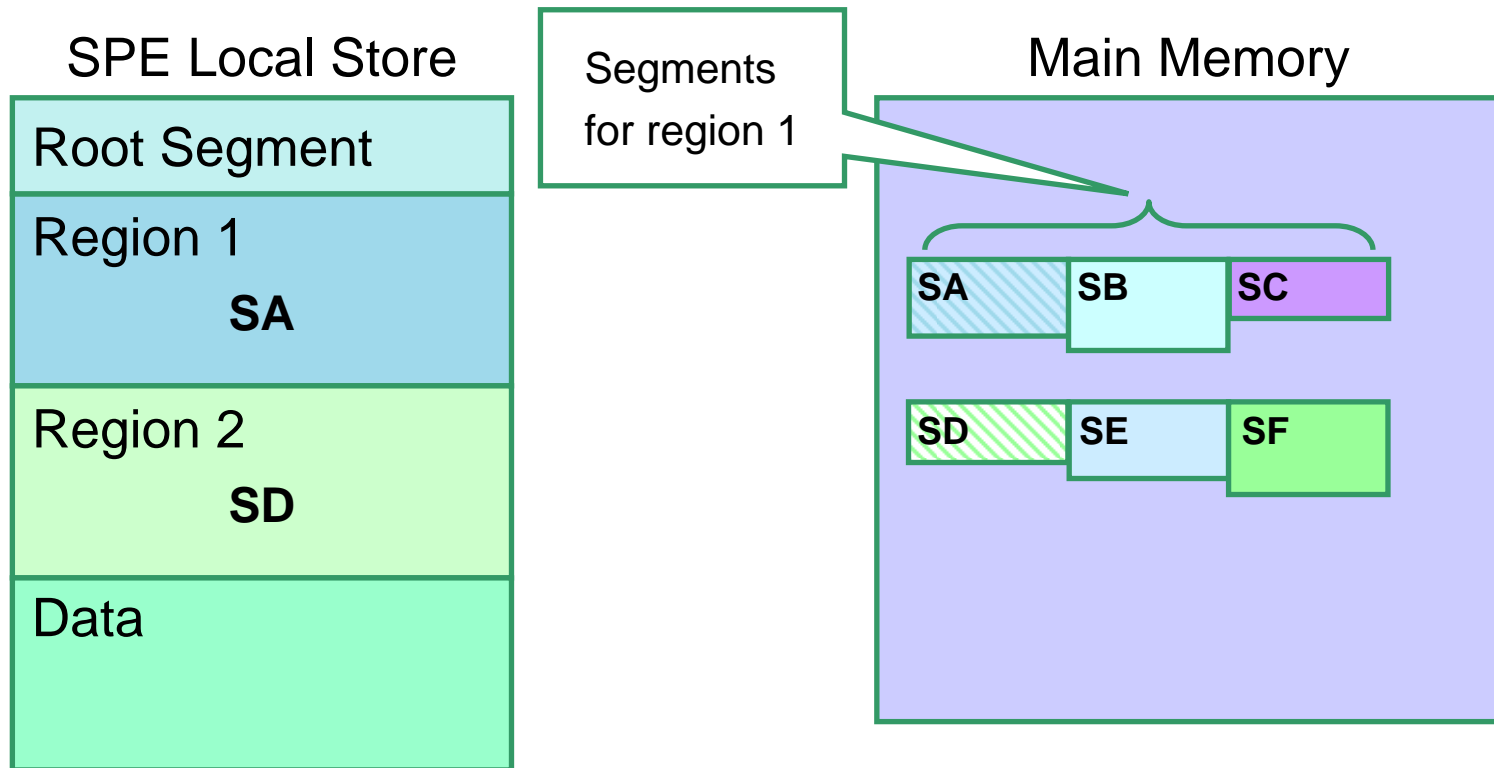 SPE Local Store
Root Segment
Region 1
SA
Region 2
SD
Data
Segments
for region 1
Main Memory
SA SB SC
SD SE SF